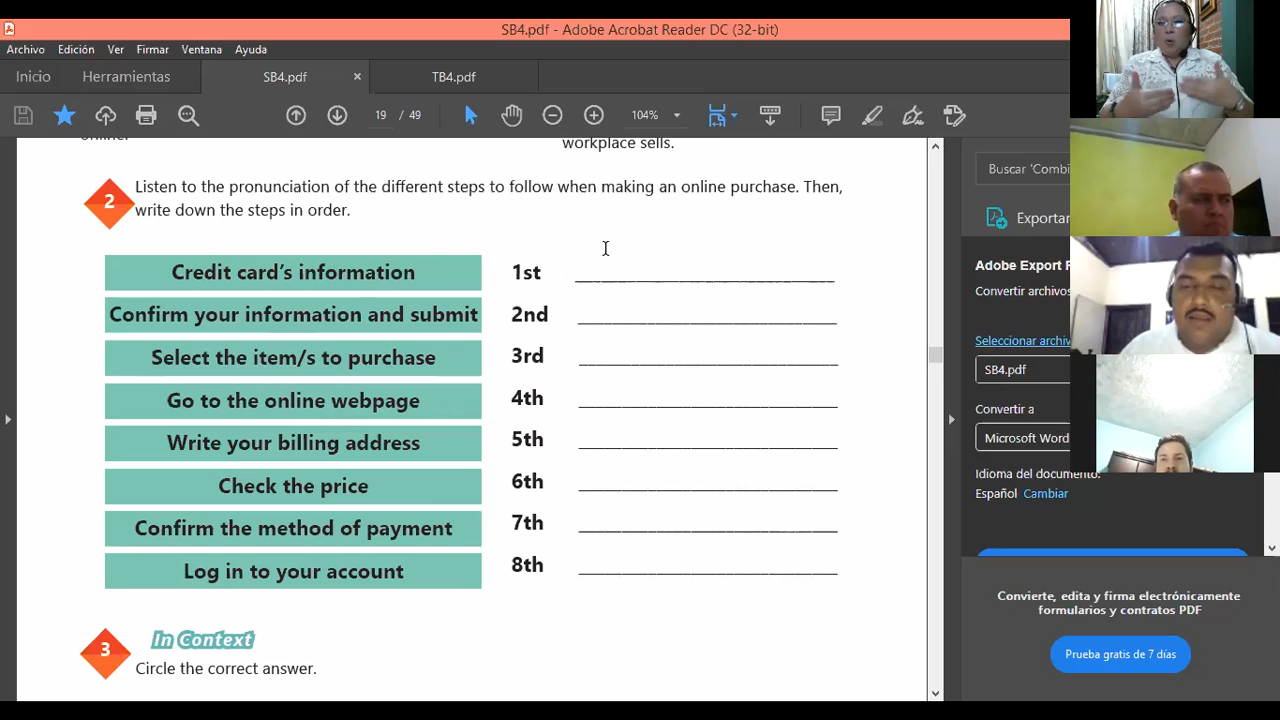 SB4.pdf - Adobe Acrobat Reader DC (32-bit)
Archivo Edición Ver Firmar Ventana Ayuda
Inicio Herramientas SB4.pdf × TB4.pdf
19 / 49 104%
workplace sells.
2 Listen to the pronunciation of the different steps to follow when making an online purchase. Then,
write down the steps in order.
Credit card's information 1st
Confirm your information and submit 2nd
Select the item/s to purchase 3rd
Go to the online webpage 4th
Write your billing address 5th
Check the price 6th
Confirm the method of payment 7th
Log in to your account 8th
3 In Context
Circle the correct answer.
Buscar 'Combi
Exportar
Adobe Export
Convertir archivos
Seleccionar archiv
SB4.pdf
Convertir a
Microsoft Word
Idioma del documento:
Español Cambiar
Convierte, edita y firma electrónicamente
formularios y contratos PDF
Prueba gratis de 7 días